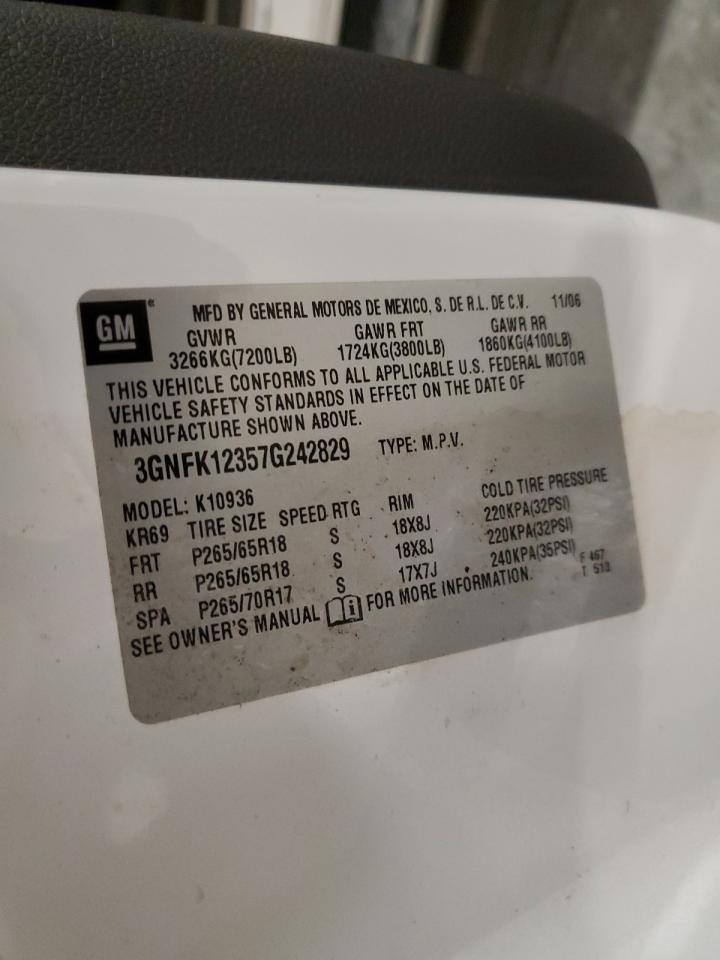 GM
MFD BY GENERAL MOTORS DE MEXICO, S. DE R.L. DE C.V. 11/06
GVWR GAWR FRT GAWR RR
3266KG(7200LB) 1724KG(3800LB) 1860KG(4100LB)
THIS VEHICLE CONFORMS TO ALL APPLICABLE U.S. FEDERAL MOTOR
VEHICLE SAFETY STANDARDS IN EFFECT ON THE DATE OF
MANUFACTURE SHOWN ABOVE.
3GNFK12357G242829 TYPE: M.P.V.
MODEL: K10936
KR69 TIRE SIZE SPEED RTG RIM COLD TIRE PRESSURE
FRT P265/65R18 S 18X8J 220KPA(32PSI)
RR P265/65R18 S 18X8J 220KPA(32PSI)
SPA P265/70R17 S 17X7J 240KPA(35PSI)
SEE OWNER'S MANUAL FOR MORE INFORMATION.
F 467
T 513